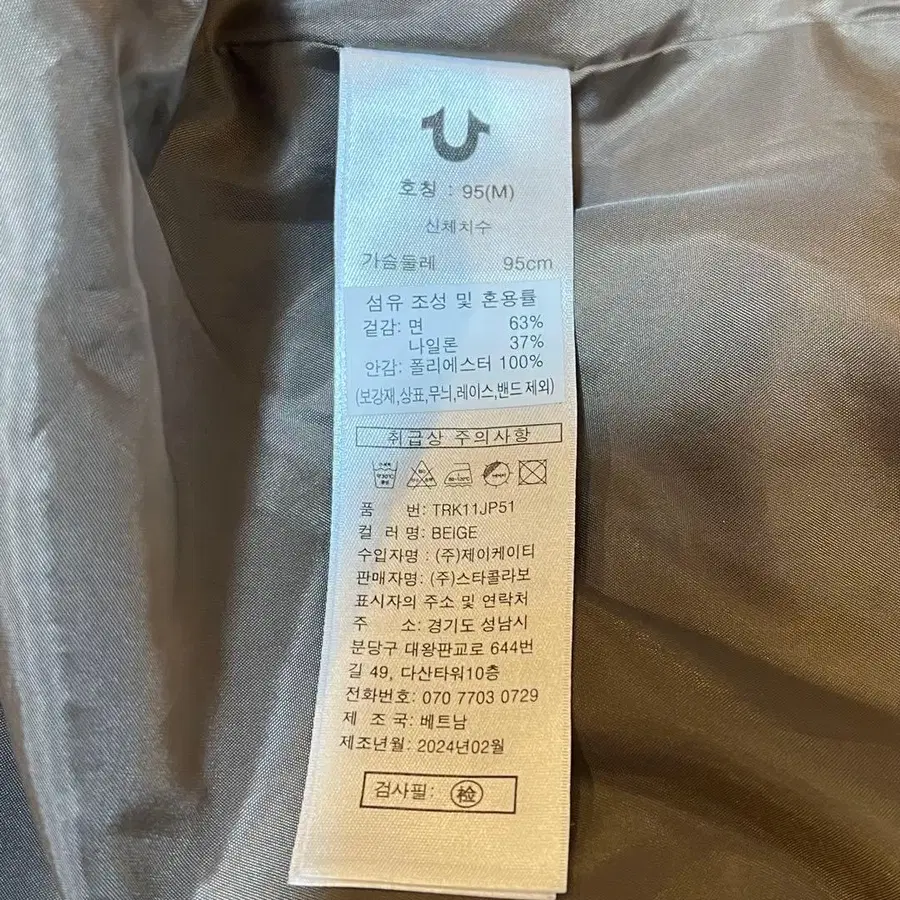 호칭 : 95(M)
신체치수
가슴둘레 95cm
섬유 조성 및 혼용률
겉감: 면 63%
나일론 37%
안감: 폴리에스터 100%
(보강재,상표,무늬,레이스,밴드 제외)
취급상 주의사항
품 번: TRK11JP51
컬 러 명: BEIGE
수입자명 : (주)제이케이티
판매자명: (주)스타콜라보
표시자의 주소 및 연락처
주 소: 경기도 성남시
분당구 대왕판교로 644번
길 49, 다산타워10층
전화번호: 070 7703 0729
제 조 국: 베트남
제조년월: 2024년02월
검사필: 検